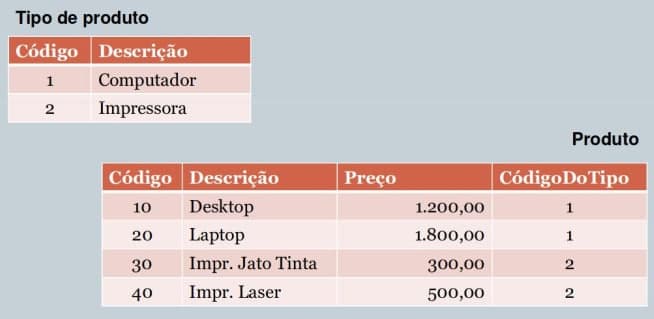 Tipo de produto
Código Descrição
1 Computador
2 Impressora
Produto
Código Descrição Preço CódigoDoTipo
10 Desktop 1.200,00 1
20 Laptop 1.800,00 1
30 Impr. Jato Tinta 300,00 2
40 Impr. Laser 500,00 2